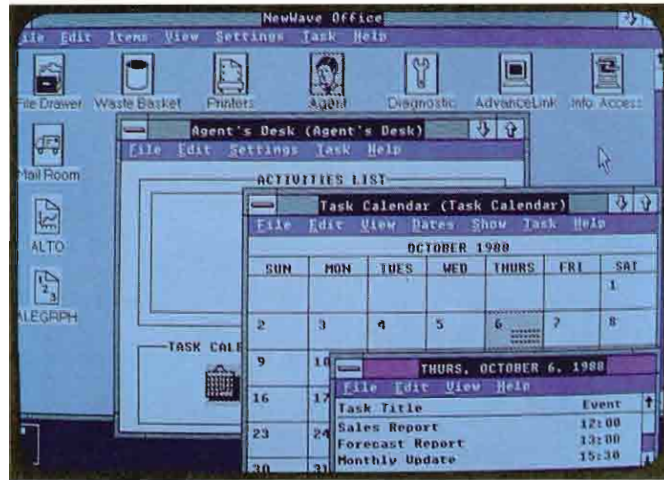 NewWave Office
File Edit Items View Settings Task Help
File Drawer Waste Basket Printers Agent Diagnostic AdvanceLink Info. Access
Agent's Desk (Agent's Desk)
File Edit Settings Task Help
Mail Room
ACTIVITIES LIST
Task Calendar (Task Calendar)
File Edit View Dates Show Task Help
ALTO
OCTOBER 1988
SUN MON TUES WED THURS FRI SAT
1
ALEGRPH
2 3 4 5 6 7 8
TASK CALE
9 10
THURS, OCTOBER 6, 1988
File Edit View Help
16 17
Task Title Event
Sales Report 12:00
23 24
Forecast Report 13:00
Monthly Update 15:30
30 31